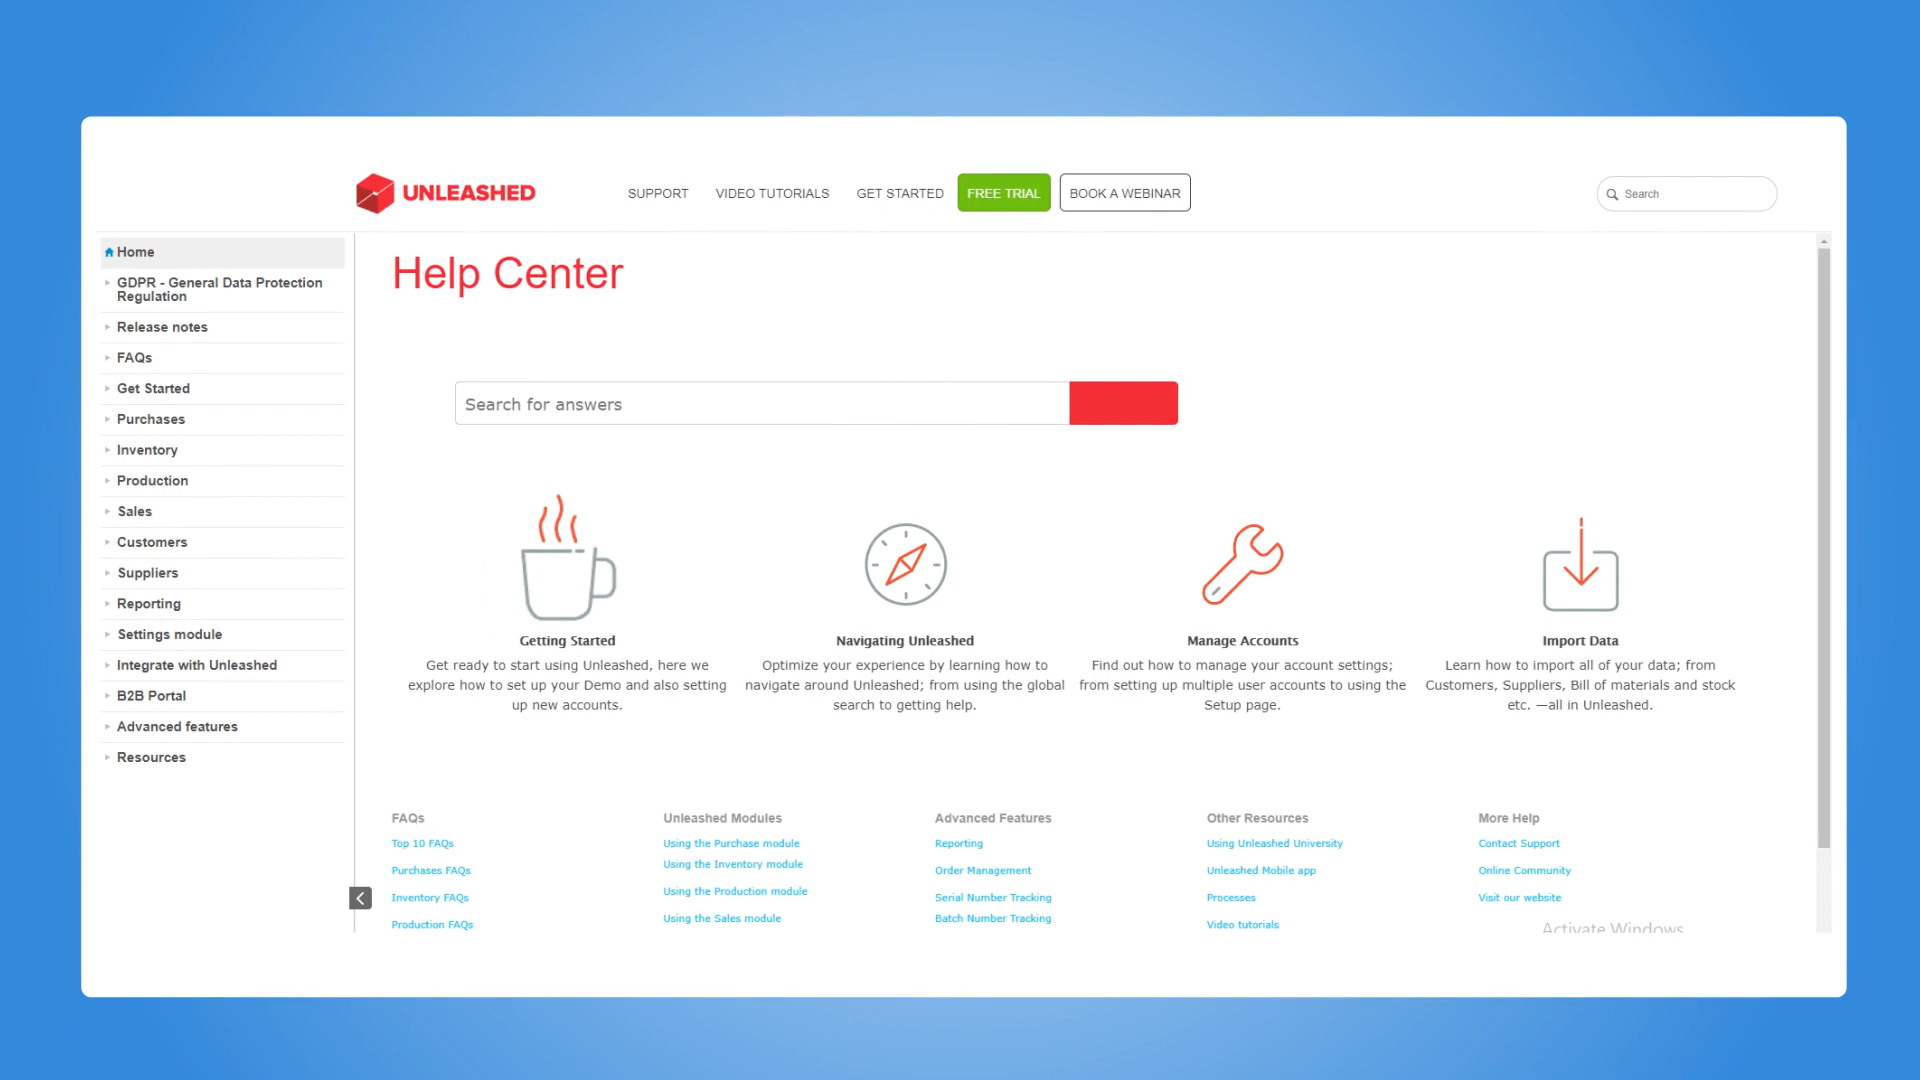 UNLEASHED
SUPPORT
VIDEO TUTORIALS
GET STARTED
FREE TRIAL
BOOK A WEBINAR
Search
Home
GDPR - General Data Protection
Regulation
Release notes
FAQs
Get Started
Purchases
Inventory
Production
Sales
Customers
Suppliers
Reporting
Settings module
Integrate with Unleashed
B2B Portal
Advanced features
Resources
Help Center
Search for answers
Getting Started
Get ready to start using Unleashed, here we
explore how to set up your Demo and also setting
up new accounts.
Navigating Unleashed
Optimize your experience by learning how to
navigate around Unleashed; from using the global
search to getting help.
Manage Accounts
Find out how to manage your account settings;
from setting up multiple user accounts to using the
Setup page.
Import Data
Learn how to import all of your data; from
Customers, Suppliers, Bill of materials and stock
etc. —all in Unleashed.
FAQs
Top 10 FAQs
Purchases FAQs
Inventory FAQs
Production FAQs
Unleashed Modules
Using the Purchase module
Using the Inventory module
Using the Production module
Using the Sales module
Advanced Features
Reporting
Order Management
Serial Number Tracking
Batch Number Tracking
Other Resources
Using Unleashed University
Unleashed Mobile app
Processes
Video tutorials
More Help
Contact Support
Online Community
Visit our website
Activate Windows